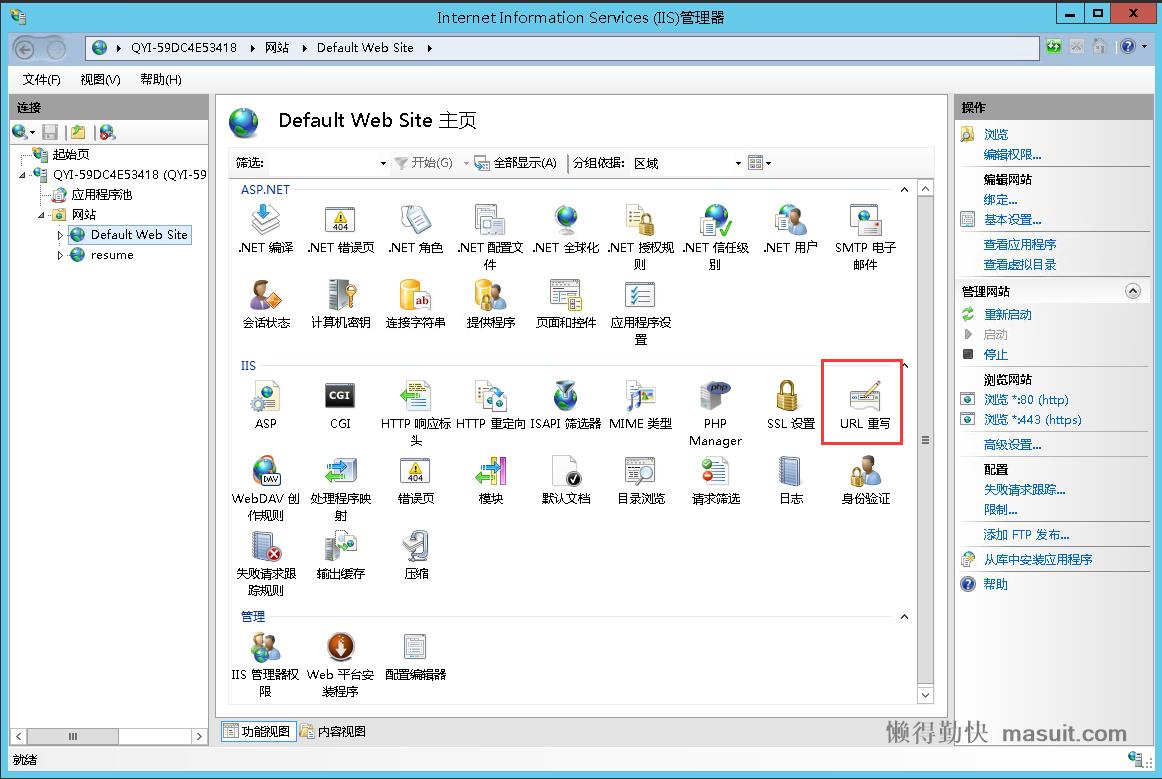 Internet Information Services (IIS)管理器
QYI-59DC4E53418 网站 Default Web Site
文件(F) 视图(V) 帮助(H)
连接
起始页
QYI-59DC4E53418 (QYI-59
应用程序池
网站
Default Web Site
resume
Default Web Site 主页
筛选: 开始(G) 全部显示(A) 分组依据: 区域
ASP.NET
404 404
.NET 编译 .NET 错误页 .NET 角色 .NET 配置文 .NET 全球化 .NET 授权规 .NET 信任级 .NET 用户 SMTP 电子
件 则 别 邮件
ab
会话状态 计算机密钥 连接字符串 提供程序 页面和控件 应用程序设
置
IIS
CGI php
ASP CGI HTTP 响应标 HTTP 重定向 ISAPI 筛选器 MIME 类型 PHP SSL 设置 URL 重写
头 Manager
DAV 404
WebDAV 创 处理程序映 错误页 模块 默认文档 目录浏览 请求筛选 日志 身份验证
作规则 射
失败请求跟 输出缓存 压缩
踪规则
管理
IIS 管理器权 Web 平台安 配置编辑器
限 装程序
功能视图 内容视图
操作
浏览
编辑权限...
编辑网站
绑定...
基本设置...
查看应用程序
查看虚拟目录
管理网站
重新启动
启动
停止
浏览网站
浏览 *:80 (http)
浏览 *:443 (https)
高级设置...
配置
失败请求跟踪...
限制...
添加 FTP 发布...
从库中安装应用程序
帮助
懒得勤快 masuit.com
就绪